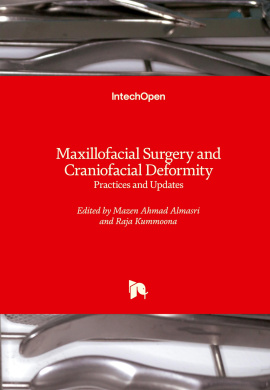 IntechOpen
Maxillofacial Surgery and
Craniofacial Deformity
Practices and Updates
Edited by Mazen Ahmad Almasri
and Raja Kummoona